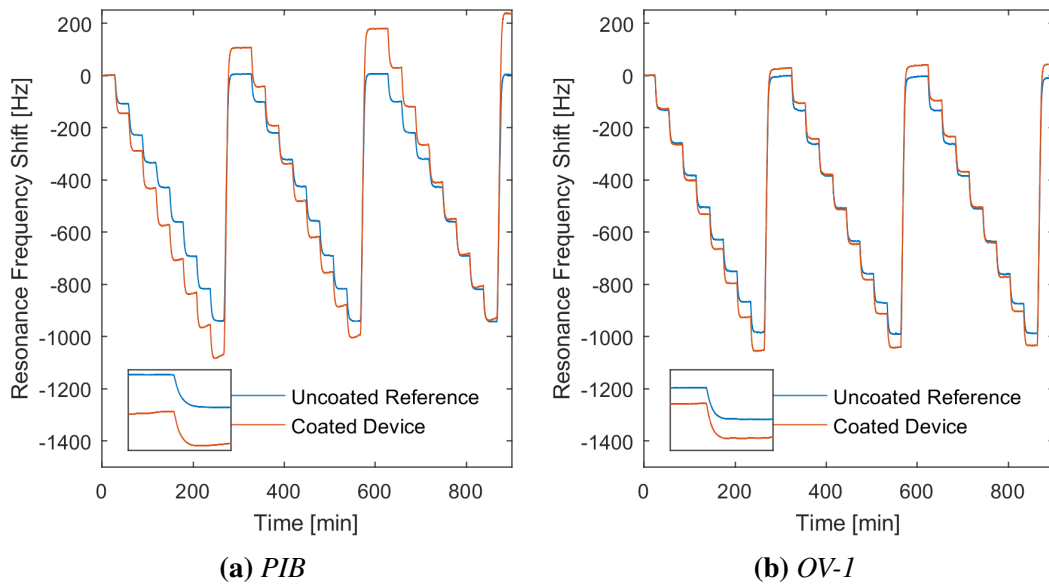 200
0
-200
-400
-600
-800
-1000
-1200
-1400
Resonance Frequency Shift [Hz]
Uncoated Reference
Coated Device
0 200 400 600 800
Time [min]
(a) PIB
200
0
-200
-400
-600
-800
-1000
-1200
-1400
Resonance Frequency Shift [Hz]
Uncoated Reference
Coated Device
0 200 400 600 800
Time [min]
(b) OV-1